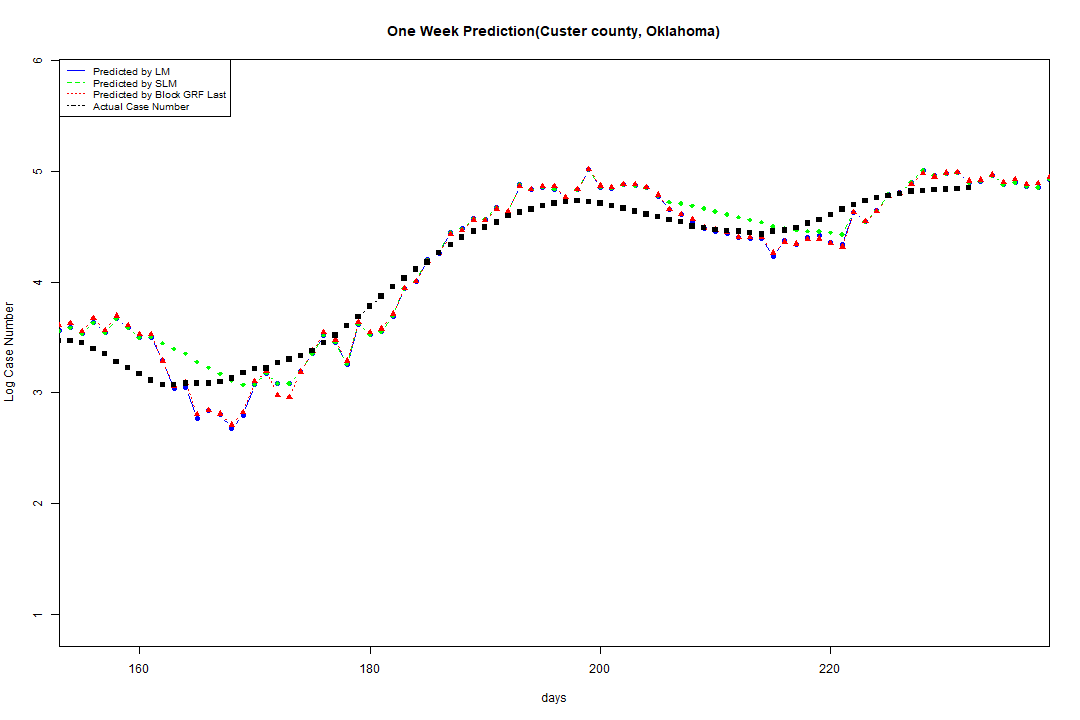 One Week Prediction(Custer county, Oklahoma)
Predicted by LM
Predicted by SLM
Predicted by Block GRF Last
Actual Case Number
6
5
4
3
2
1
Log Case Number
160 180 200 220
days